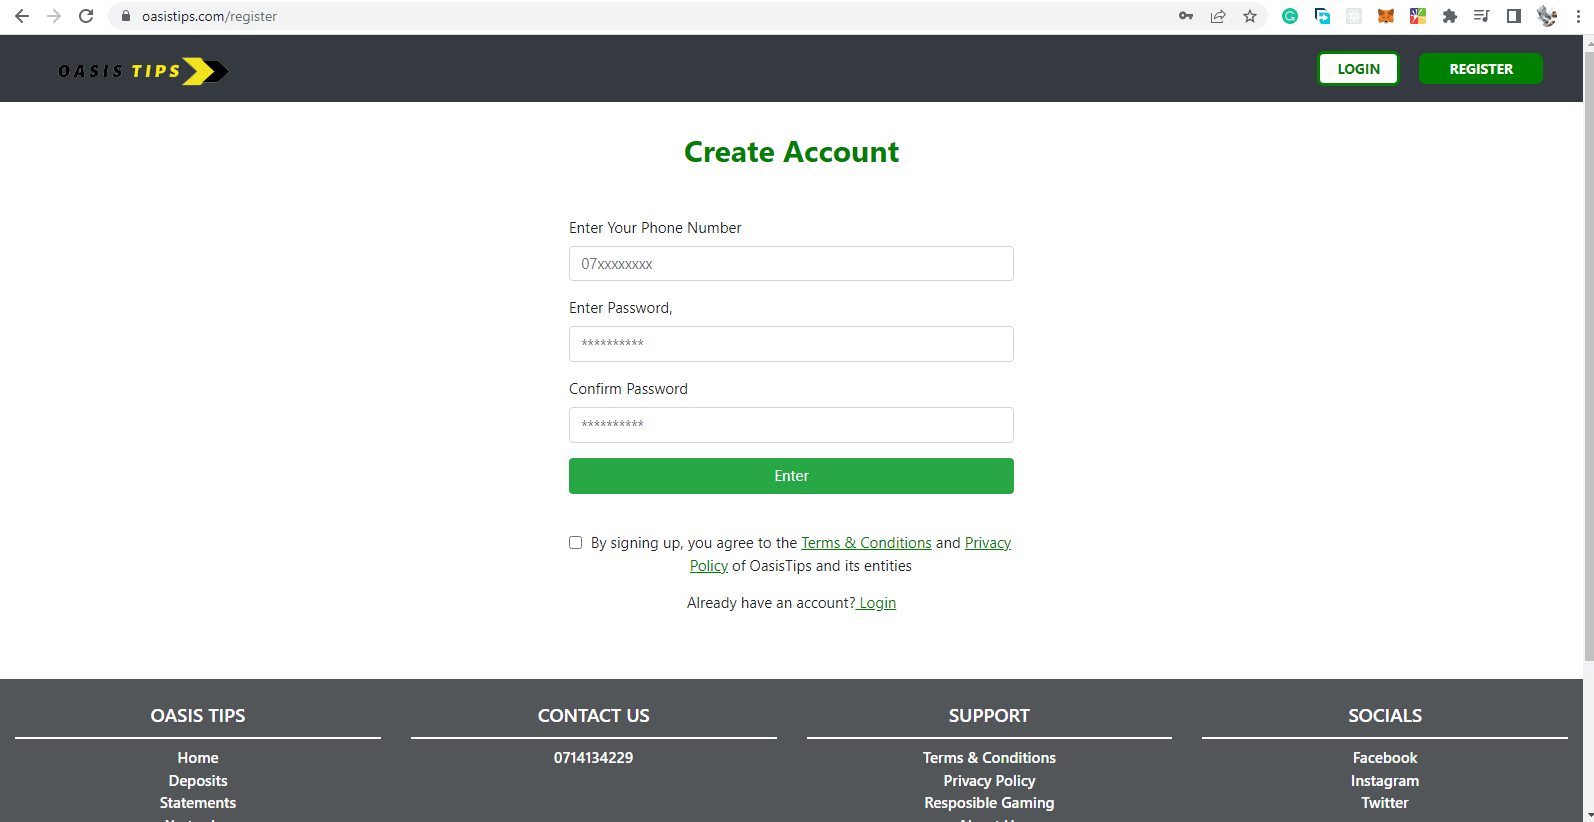 oasistips.com/register
OASIS TIPS
LOGIN
REGISTER
Create Account
Enter Your Phone Number
07xxxxxxxx
Enter Password,
**********
Confirm Password
**********
Enter
By signing up, you agree to the Terms & Conditions and Privacy
Policy of OasisTips and its entities
Already have an account? Login
OASIS TIPS
Home
Deposits
Statements
CONTACT US
0714134229
SUPPORT
Terms & Conditions
Privacy Policy
Resposible Gaming
SOCIALS
Facebook
Instagram
Twitter